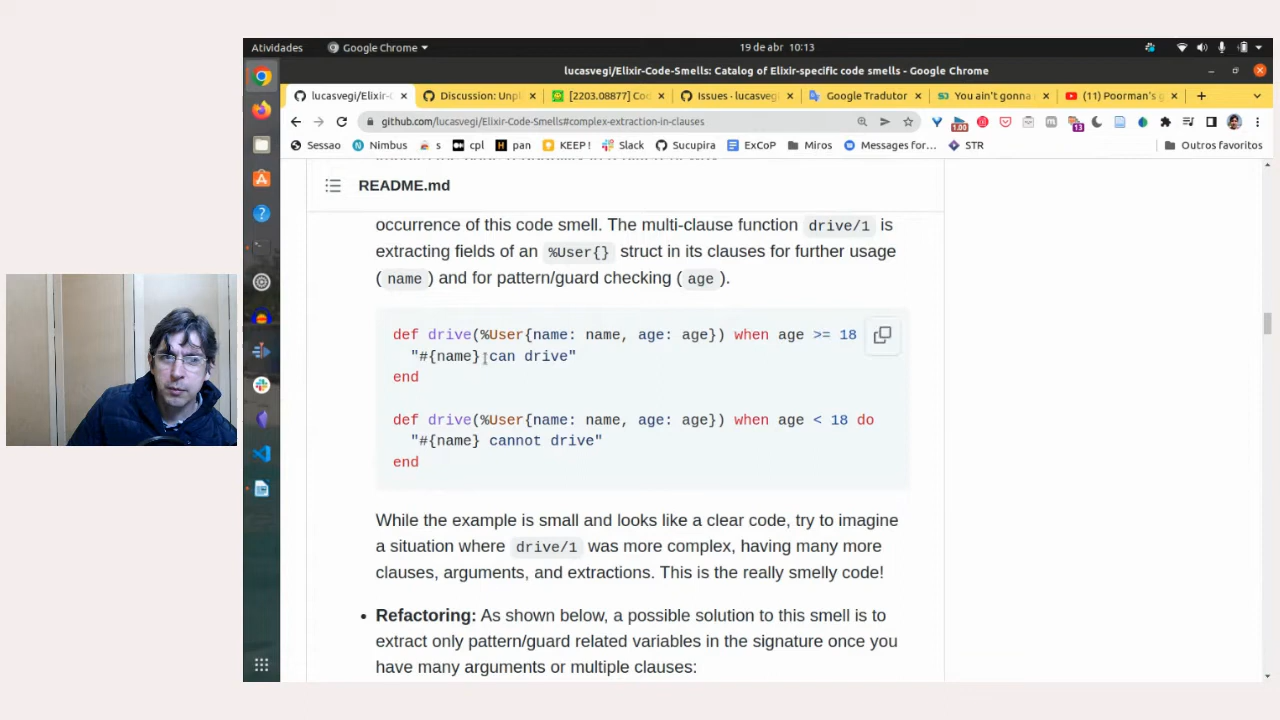 Atividades
Google Chrome
19 de abr 10:13
lucasvegi/Elixir-Code-Smells: Catalog of Elixir-specific code smells - Google Chrome
lucasvegi/Elixir-C
Discussion: Unpl
[2203.08877] Cod
Issues · lucasvegi
Google Tradutor
You ain't gonna
(11) Poorman's g
github.com/lucasvegi/Elixir-Code-Smells#complex-extraction-in-clauses
1.00
13
Sessao
Nimbus
cpl
pan
KEEP !
Slack
Sucupira
ExCoP
Miros
Messages for...
STR
Outros favoritos
README.md
occurrence of this code smell. The multi-clause function drive/1 is
extracting fields of an %User{} struct in its clauses for further usage
( name ) and for pattern/guard checking ( age ).
def drive(%User{name: name, age: age}) when age >= 18
"#{name} can drive"
end
def drive(%User{name: name, age: age}) when age < 18 do
"#{name} cannot drive"
end
While the example is small and looks like a clear code, try to imagine
a situation where drive/1 was more complex, having many more
clauses, arguments, and extractions. This is the really smelly code!
• Refactoring: As shown below, a possible solution to this smell is to
extract only pattern/guard related variables in the signature once you
have many arguments or multiple clauses: